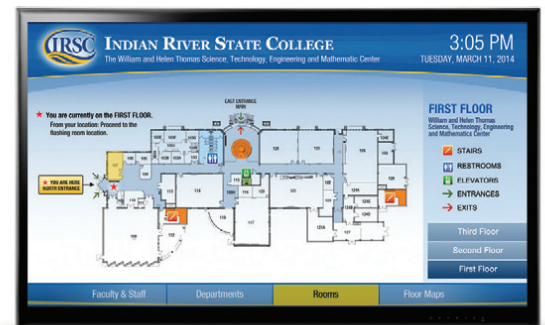 IRSC
INDIAN RIVER STATE COLLEGE
The William and Helen Thomas Science, Technology, Engineering and Mathematic Center
3:05 PM
TUESDAY, MARCH 11, 2014
★ You are currently on the FIRST FLOOR.
From your location: Proceed to the
flashing room location.
EAST ENTRANCE
MAIN
★ YOU ARE HERE
NORTH ENTRANCE
FIRST FLOOR
William and Helen Thomas
Science, Technology, Engineering
and Mathematic Center
STAIRS
RESTROOMS
ELEVATORS
ENTRANCES
EXITS
Third Floor
Second Floor
First Floor
Faculty & Staff
Departments
Rooms
Floor Maps